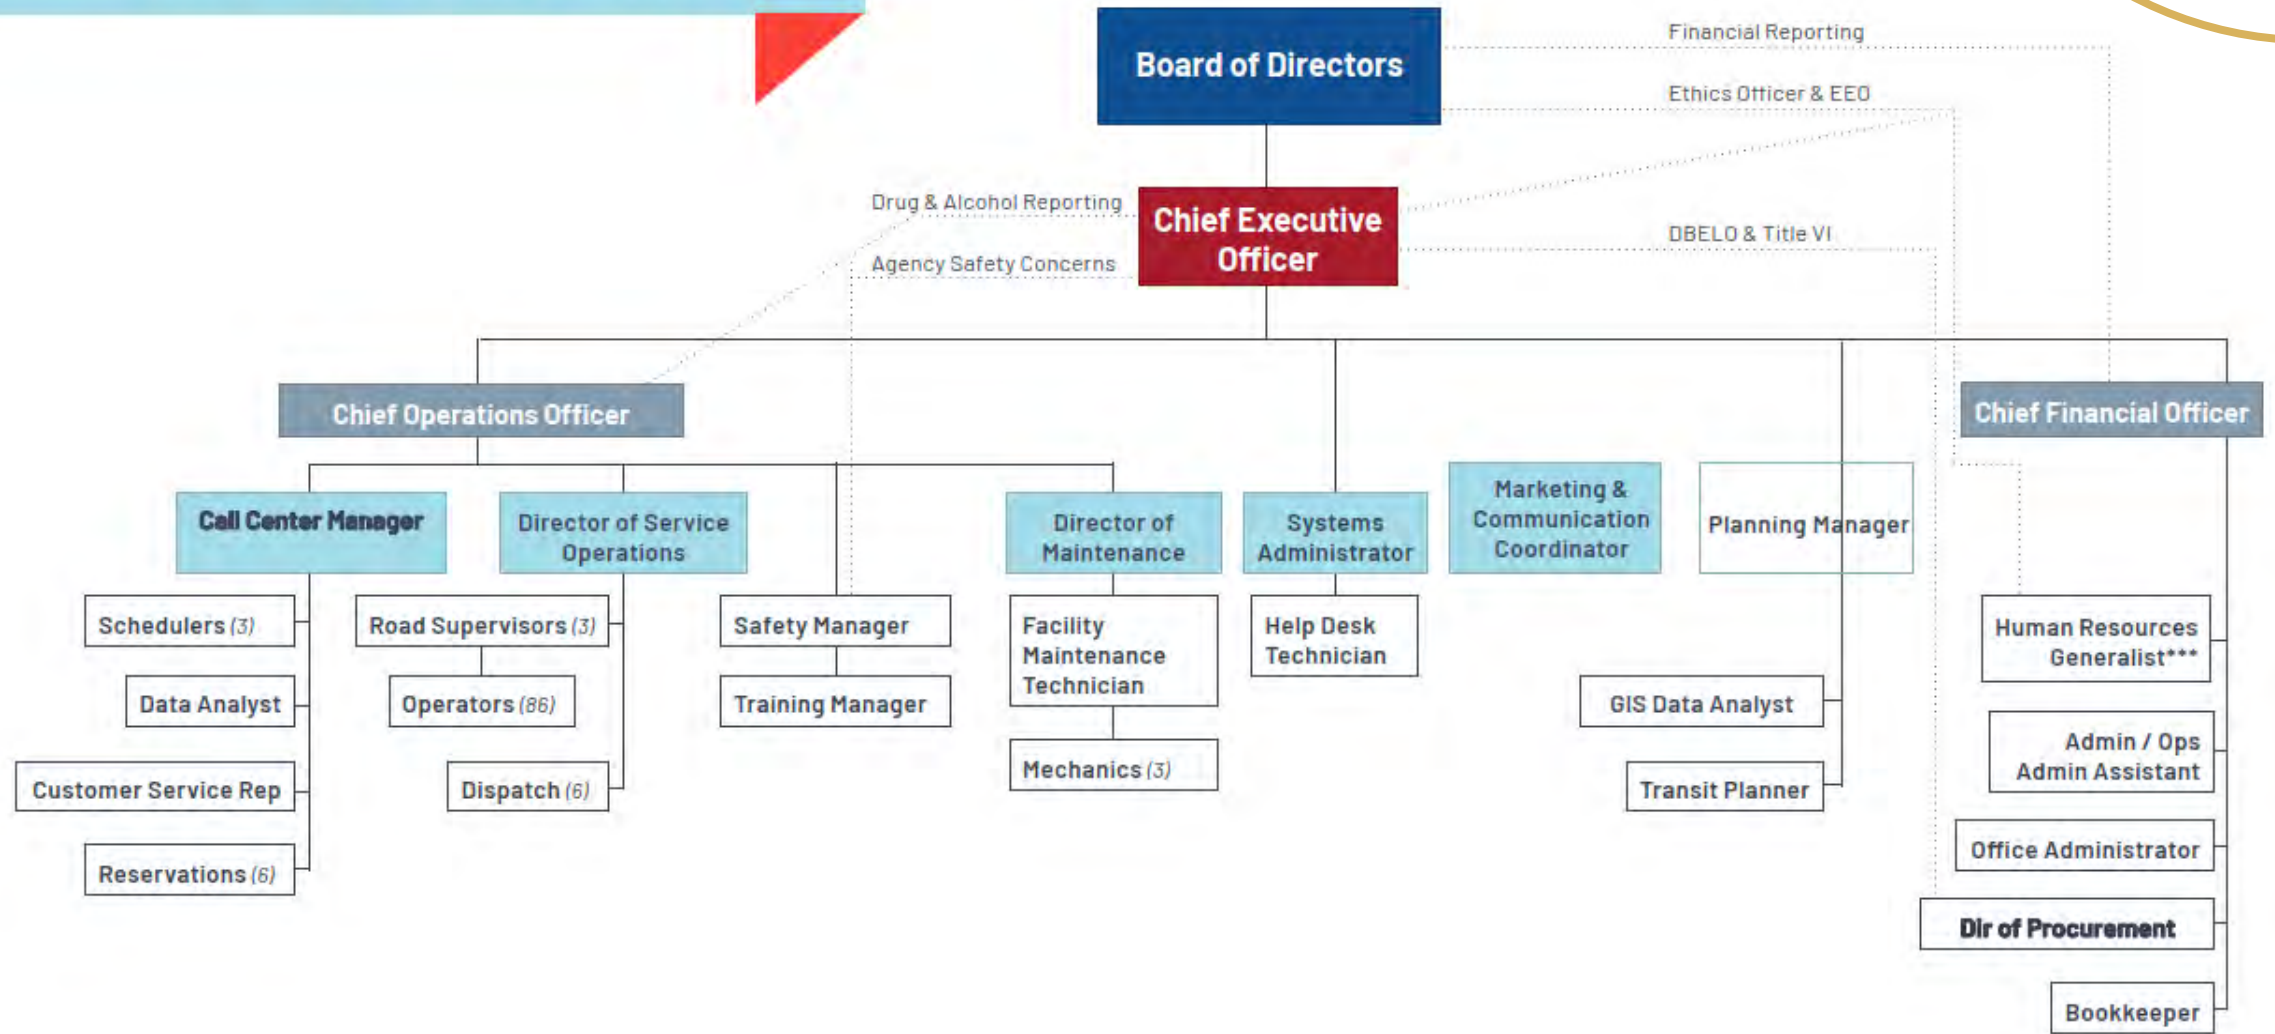 Board of Directors
Financial Reporting
Ethics Officer & EEO
Drug & Alcohol Reporting
Agency Safety Concerns
Chief Executive
Officer
DBELO & Title VI
Chief Operations Officer
Chief Financial Officer
Call Center Manager
Director of Service
Operations
Director of
Maintenance
Systems
Administrator
Marketing &
Communication
Coordinator
Planning Manager
Schedulers (3)
Data Analyst
Customer Service Rep
Reservations (6)
Road Supervisors (3)
Operators (86)
Dispatch (6)
Safety Manager
Training Manager
Facility
Maintenance
Technician
Mechanics (3)
Help Desk
Technician
GIS Data Analyst
Transit Planner
Human Resources
Generalist***
Admin / Ops
Admin Assistant
Office Administrator
Dir of Procurement
Bookkeeper